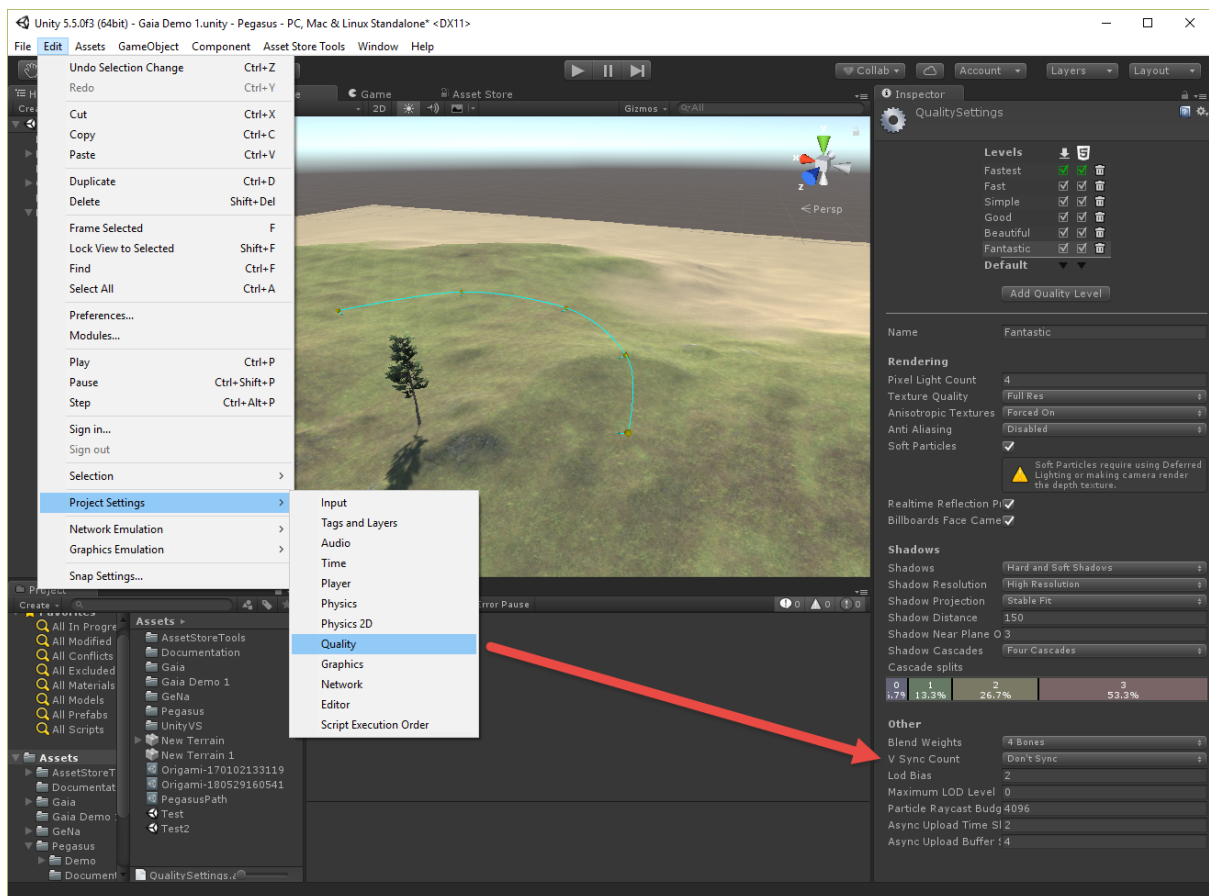 Unity 5.5.0f3 (64bit) - Gaia Demo 1.unity - Pegasus - PC, Mac & Linux Standalone* <DX11>
File Edit Assets GameObject Component Asset Store Tools Window Help
Collab Account Layers Layout
Undo Selection Change Ctrl+Z
Redo Ctrl+Y
Cut Ctrl+X
Copy Ctrl+C
Paste Ctrl+V
Duplicate Ctrl+D
Delete Shift+Del
Frame Selected F
Lock View to Selected Shift+F
Find Ctrl+F
Select All Ctrl+A
Preferences...
Modules...
Play Ctrl+P
Pause Ctrl+Shift+P
Step Ctrl+Alt+P
Sign in...
Sign out
Selection
Project Settings
Network Emulation
Graphics Emulation
Snap Settings...
Input
Tags and Layers
Audio
Time
Player
Physics
Physics 2D
Quality
Graphics
Network
Editor
Script Execution Order
Game Asset Store
2D Gizmos All
x
z
Persp
Inspector
QualitySettings
Levels
Fastest
Fast
Simple
Good
Beautiful
Fantastic
Default
Add Quality Level
Name Fantastic
Rendering
Pixel Light Count 4
Texture Quality Full Res
Anisotropic Textures Forced On
Anti Aliasing Disabled
Soft Particles
Soft Particles require using Deferred
Lighting or making camera render
the depth texture.
Realtime Reflection P
Billboards Face Came
Shadows
Shadows Hard and Soft Shadows
Shadow Resolution High Resolution
Shadow Projection Stable Fit
Shadow Distance 150
Shadow Near Plane O 3
Shadow Cascades Four Cascades
Cascade splits
0 1 2 3
13.3% 26.7% 53.3%
Other
Blend Weights 4 Bones
V Sync Count Don't Sync
Lod Bias 2
Maximum LOD Level 0
Particle Raycast Budg 4096
Async Upload Time Sl 2
Async Upload Buffer 4
Project
Create
Error Pause
0 0 0
Favorites
All In Progre
All Modified
All Conflicts
All Excluded
All Materials
All Models
All Prefabs
All Scripts
Assets
AssetStoreT
Documentat
Gaia
Gaia Demo
GeNa
Pegasus
Demo
Document
Assets
AssetStoreTools
Documentation
Gaia
Gaia Demo 1
GeNa
Pegasus
UnityVS
New Terrain
New Terrain 1
Origami-170102133119
Origami-180529160541
PegasusPath
Test
Test2
QualitySettings.a